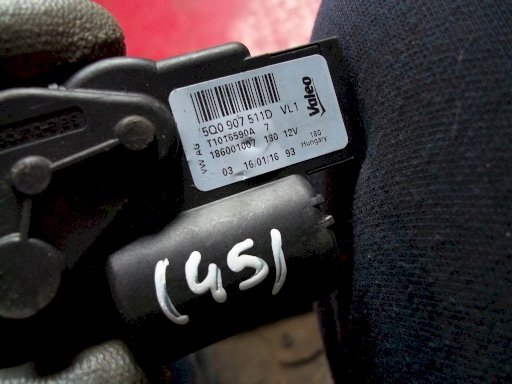 5Q0 907 511D VL1
VW AG
T1016590A 7
186001007 180 12V
03 16/01/16 93
Valeo
180
Hungary
(45)